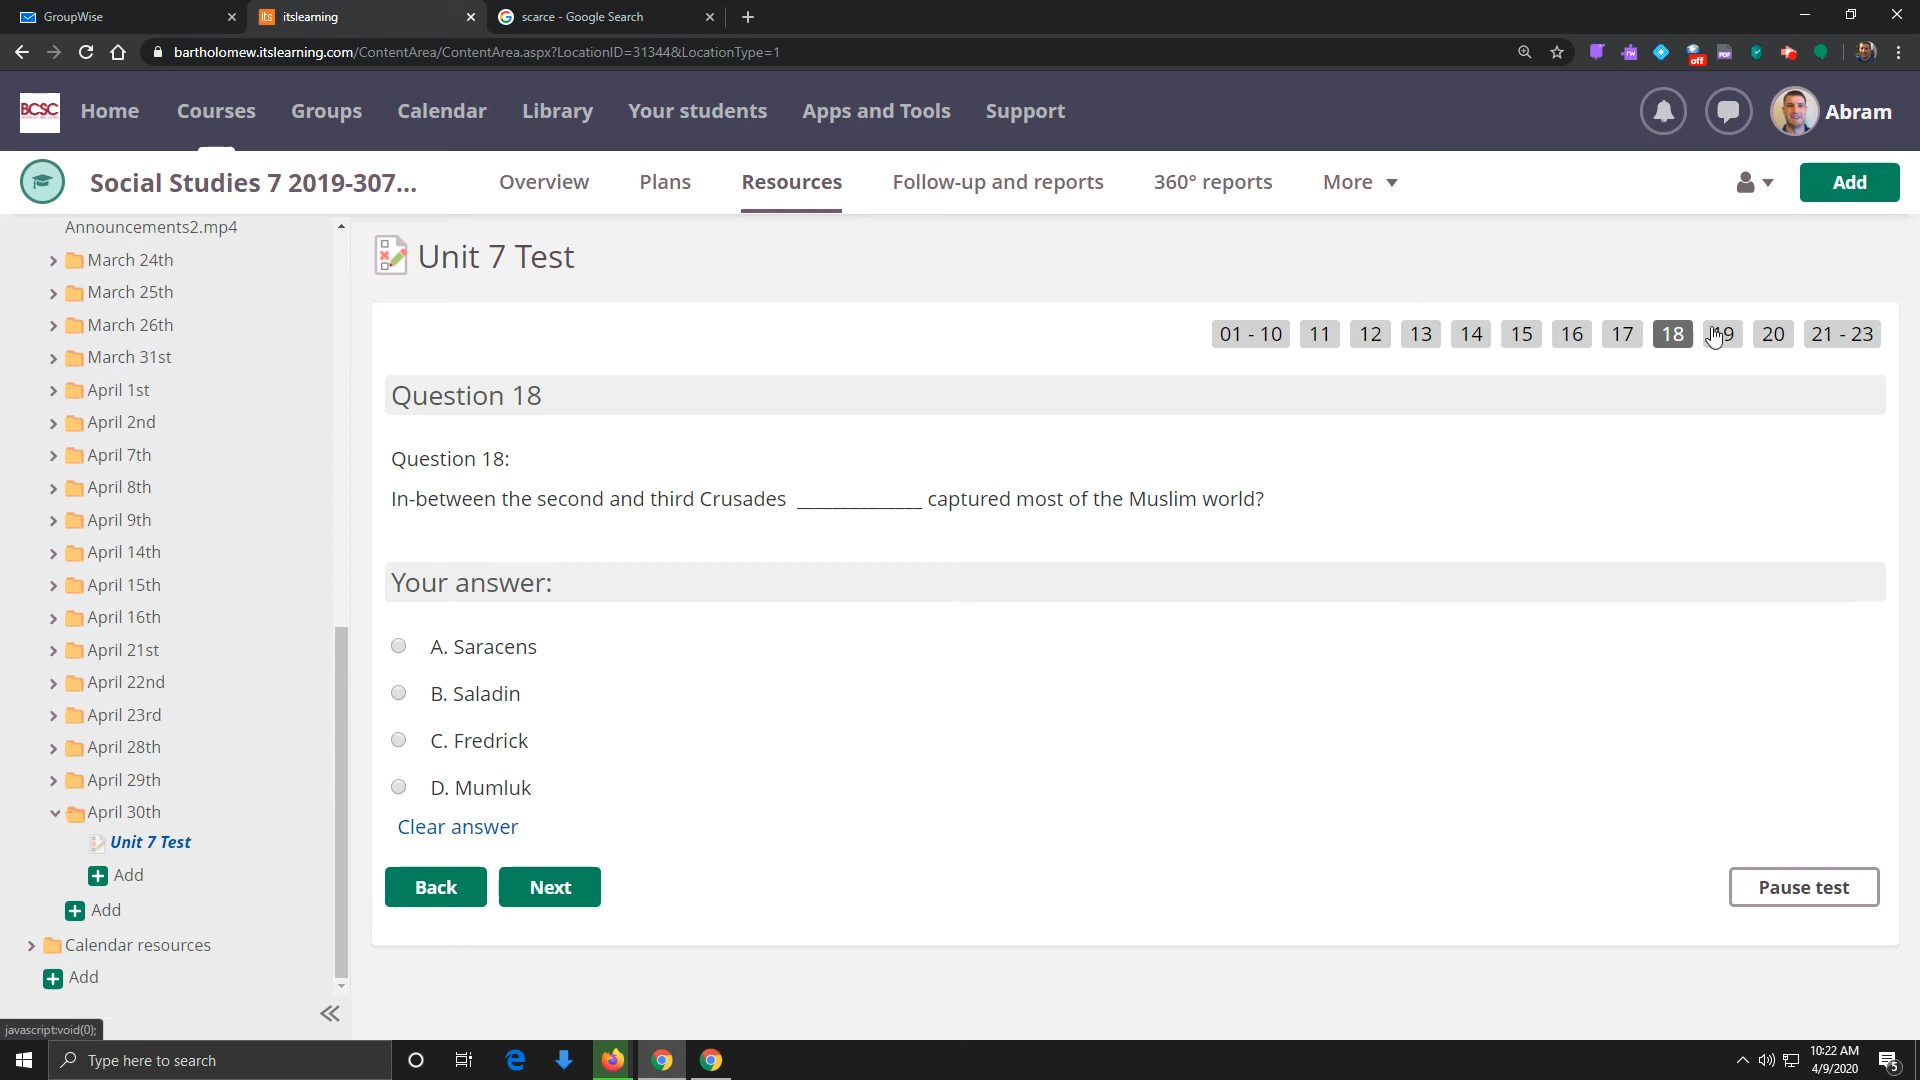 GroupWise
its
itslearning
scarce - Google Search
bartholomew.itslearning.com/ContentArea/ContentArea.aspx?LocationID=31344&LocationType=1
off
PDF
BCSC
Home
Courses
Groups
Calendar
Library
Your students
Apps and Tools
Support
Abram
Social Studies 7 2019-307...
Overview
Plans
Resources
Follow-up and reports
360° reports
More
Add
Announcements2.mp4
March 24th
March 25th
March 26th
March 31st
April 1st
April 2nd
April 7th
April 8th
April 9th
April 14th
April 15th
April 16th
April 21st
April 22nd
April 23rd
April 28th
April 29th
April 30th
Unit 7 Test
Add
Add
Calendar resources
Add
javascript:void(0);
Unit 7 Test
01 - 10 11 12 13 14 15 16 17 18 19 20 21 - 23
Question 18
Question 18:
In-between the second and third Crusades ______________ captured most of the Muslim world?
Your answer:
A. Saracens
B. Saladin
C. Fredrick
D. Mumluk
Clear answer
Back
Next
Pause test
Type here to search
10:22 AM
4/9/2020
5